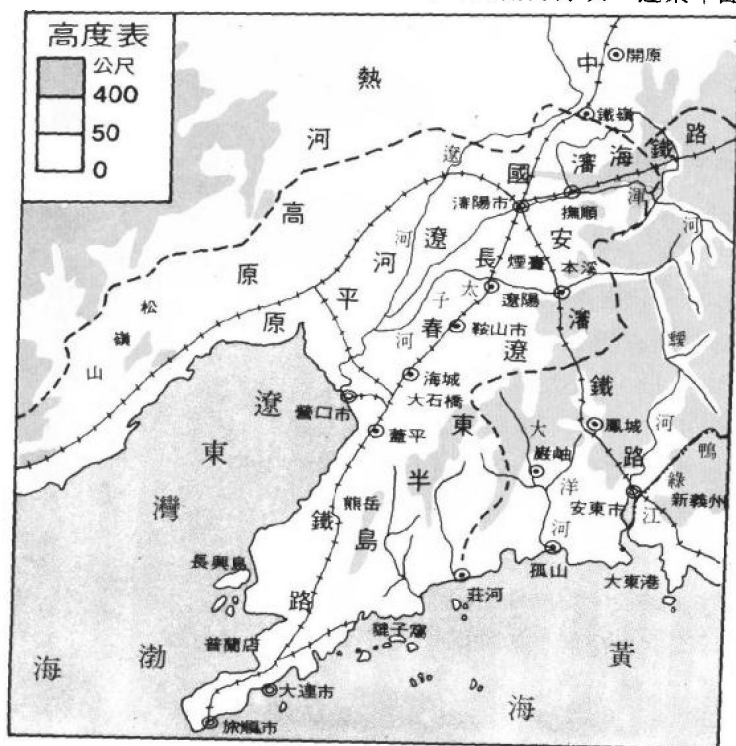 高度表
公尺
400
50
0
熱河高原
松嶺山
中國長春鐵路
瀋海鐵路
安瀋鐵路
遼河平原
遼東半島
遼河
渾河
太子河
大洋河
鴨綠江
開原
鐵嶺
瀋陽市
撫順
煙臺
本溪
遼陽
鞍山市
海城
大石橋
營口市
蓋平
鳳城
巖岫
安東市
新義州
熊岳
孤山
大東港
莊河
長興島
普蘭店
貔子窩
大連市
旅順市
遼東灣
渤海
黃海